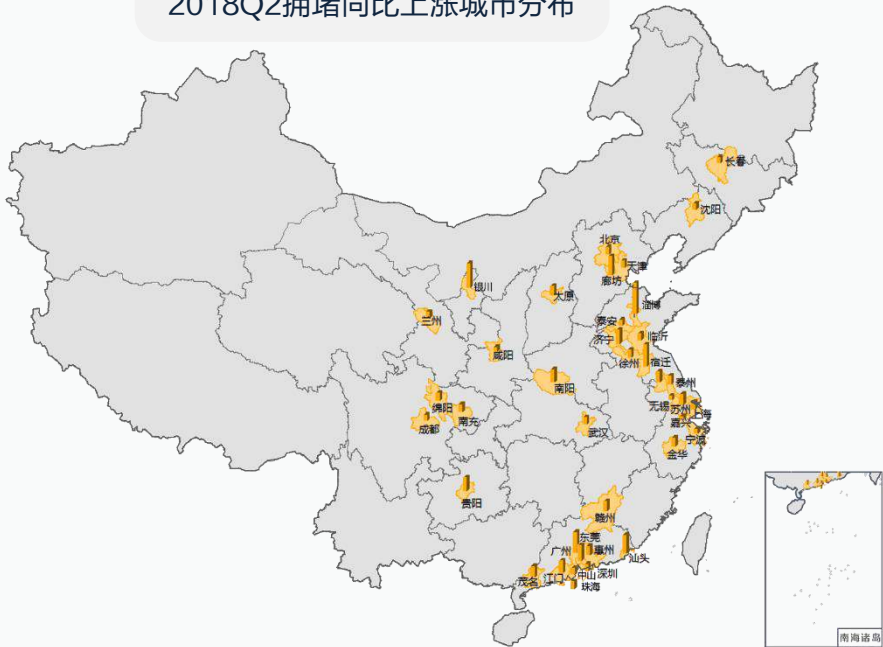 2018Q2拥堵同比上涨城市分布
长春
沈阳
北京
天津
廊坊
银川
太原
淄博
兰州
泰安
临沂
济宁
咸阳
徐州
宿迁
南阳
泰州
绵阳
无锡
苏州
上海
南充
成都
武汉
嘉兴
宁波
金华
贵阳
赣州
东莞
广州
惠州
汕头
茂名
江门
中山
深圳
珠海
南海诸岛